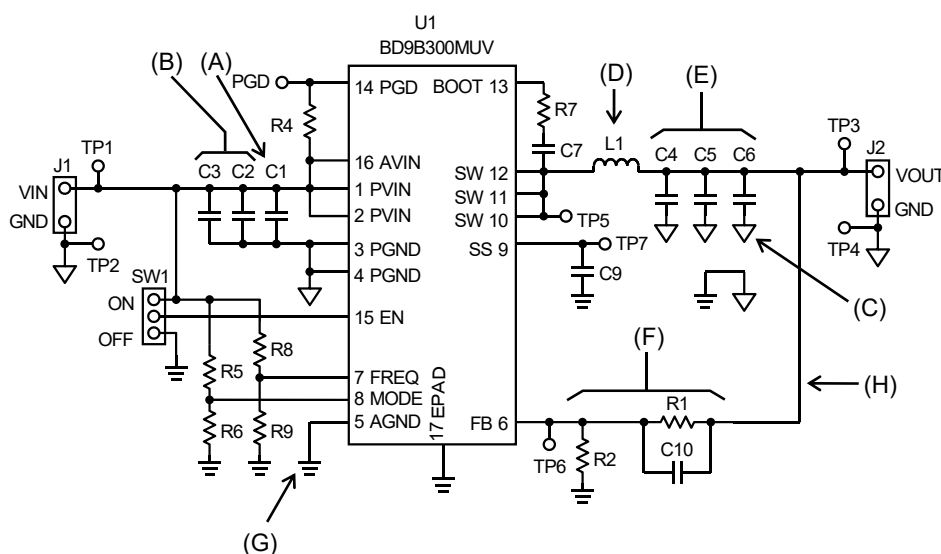 U1
BD9B300MUV
(B)
(A)
PGD
14 PGD
BOOT 13
(D)
(E)
R4
R7
TP1
C3 C2 C1
16 AVIN
C7
L1
C4 C5 C6
TP3
J1
J2
VIN
1 PVIN
SW 12
VOUT
2 PVIN
SW 11
GND
SW 10
TP5
GND
3 PGND
SS 9
TP7
TP4
TP2
4 PGND
C9
SW1
ON
(C)
15 EN
OFF
R8
(F)
R5
7 FREQ
8 MODE
R1
(H)
R6
R9
5 AGND
17 EPAD
FB 6
TP6
R2
C10
(G)